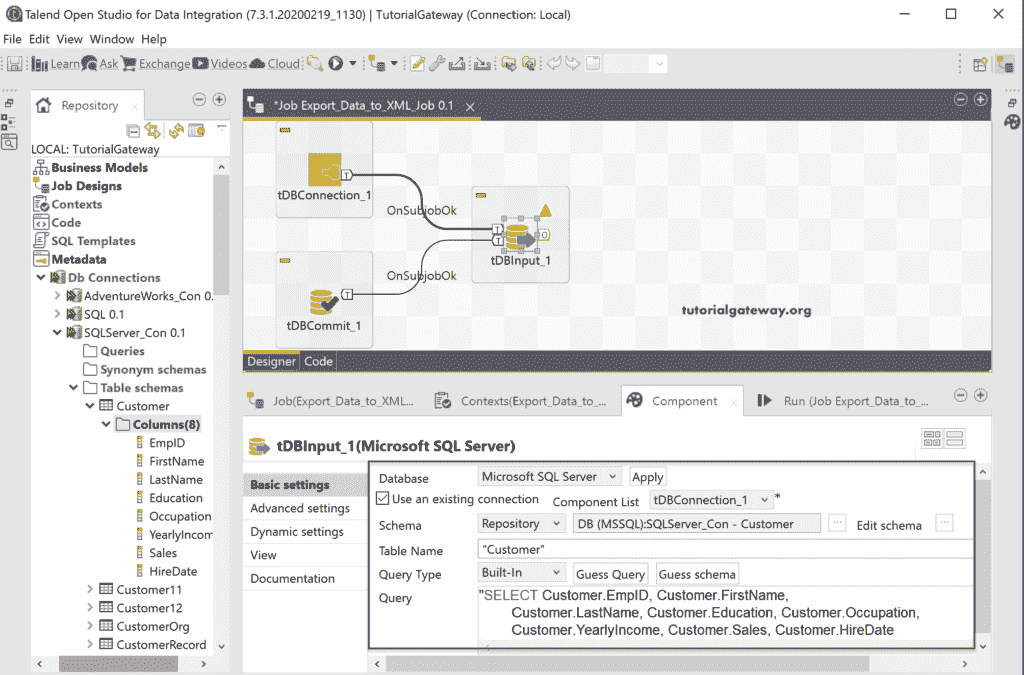 Talend Open Studio for Data Integration (7.3.1.20200219_1130) | TutorialGateway (Connection: Local)
File Edit View Window Help
Learn Ask Exchange Videos Cloud
Repository
LOCAL: TutorialGateway
Business Models
Job Designs
Contexts
Code
SQL Templates
Metadata
Db Connections
AdventureWorks_Con 0.
SQL 0.1
SQLServer_Con 0.1
Queries
Synonym schemas
Table schemas
Customer
Columns(8)
EmpID
FirstName
LastName
Education
Occupation
YearlyIncom
Sales
HireDate
Customer11
Customer12
CustomerOrg
CustomerRecord
*Job Export_Data_to_XML_Job 0.1
T
tDBConnection_1
OnSubjobOk
T
T
O
tDBInput_1
OnSubjobOk
T
tDBCommit_1
tutorialgateway.org
Designer Code
Job(Export_Data_to_XML... Contexts(Export_Data_to_... Component Run (Job Export_Data_to_...
tDBInput_1(Microsoft SQL Server)
Basic settings
Advanced settings
Dynamic settings
View
Documentation
Database Microsoft SQL Server Apply
Use an existing connection Component List tDBConnection_1 *
Schema Repository DB (MSSQL):SQLServer_Con - Customer ... Edit schema ...
Table Name "Customer"
Query Type Built-In Guess Query Guess schema
Query "SELECT Customer.EmpID, Customer.FirstName,
Customer.LastName, Customer.Education, Customer.Occupation,
Customer.YearlyIncome, Customer.Sales, Customer.HireDate